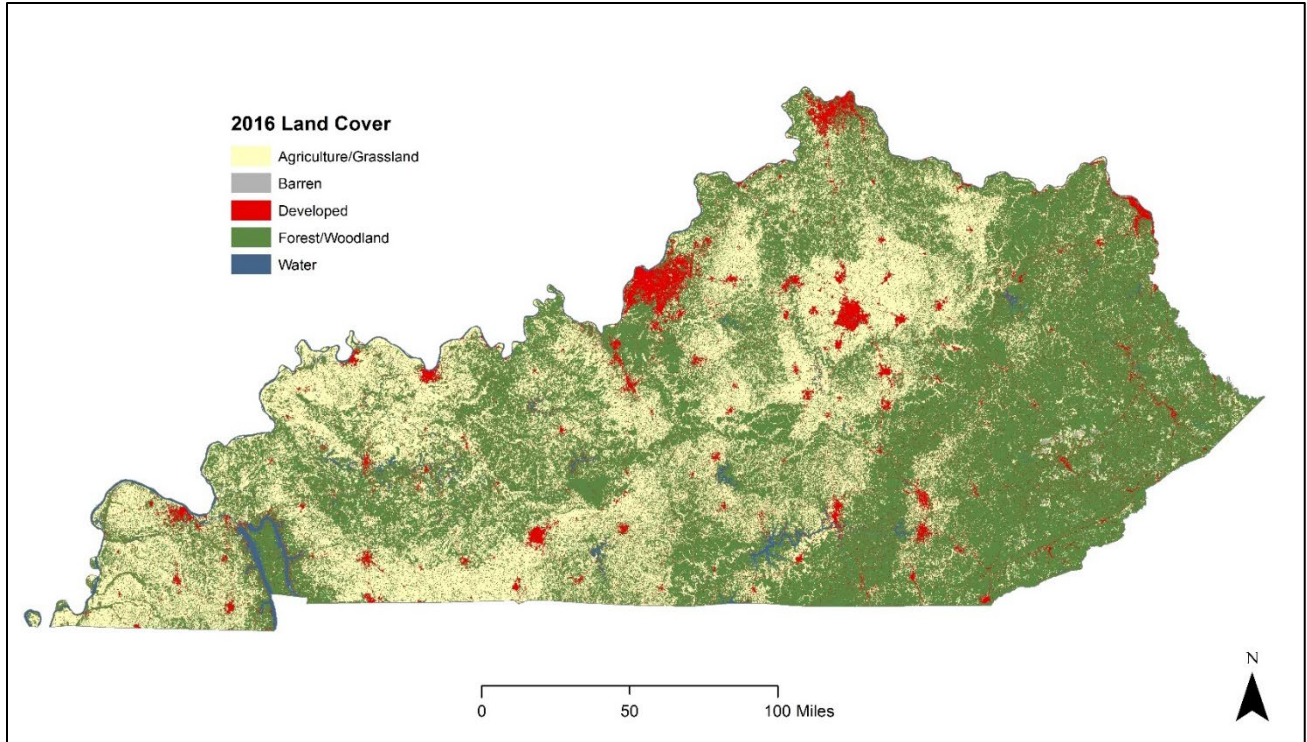 2016 Land Cover
Agriculture/Grassland
Barren
Developed
Forest/Woodland
Water
N
0 50 100 Miles